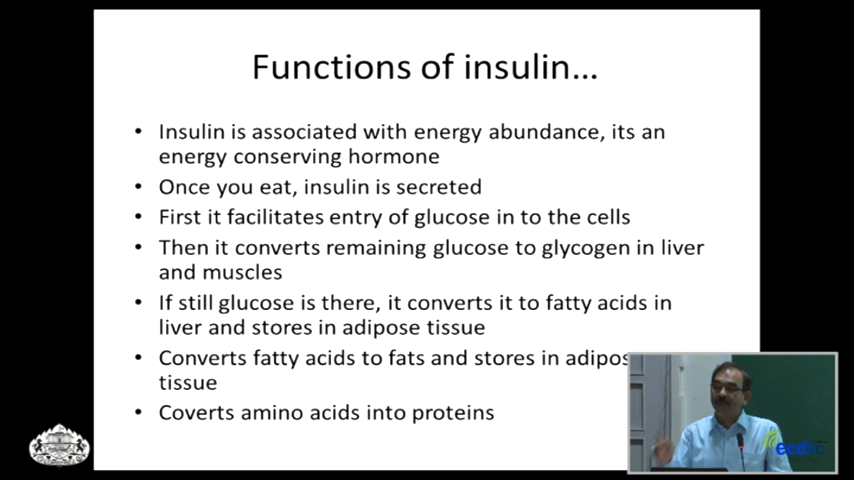 Functions of insulin...
• Insulin is associated with energy abundance, its an
energy conserving hormone
• Once you eat, insulin is secreted
• First it facilitates entry of glucose in to the cells
• Then it converts remaining glucose to glycogen in liver
and muscles
• If still glucose is there, it converts it to fatty acids in
liver and stores in adipose tissue
• Converts fatty acids to fats and stores in adipos
tissue
• Coverts amino acids into proteins